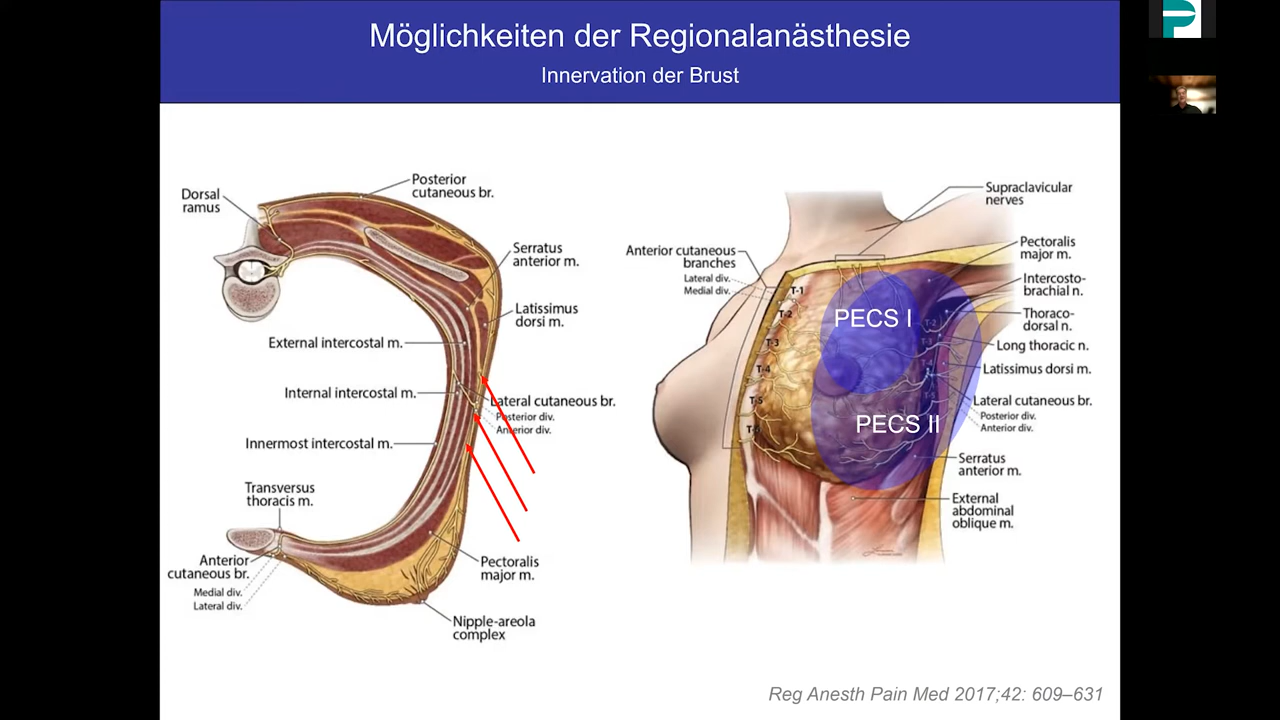 Möglichkeiten der Regionalanästhesie
Innervation der Brust
Posterior
cutaneous br.
Dorsal
ramus
Serratus
anterior m.
Latissimus
dorsi m.
External intercostal m.
Internal intercostal m.
Lateral cutaneous br.
Posterior div.
Anterior div.
Innermost intercostal m.
Transversus
thoracis m.
Anterior
cutaneous br.
Medial div.
Lateral div.
Pectoralis
major m.
Nipple-areola
complex
Supraclavicular
nerves
Anterior cutaneous
branches
Lateral div.
Medial div.
Pectoralis
major m.
Intercosto-
brachial n.
Thoraco-
dorsal n.
Long thoracic n.
Latissimus dorsi m.
Lateral cutaneous br.
Posterior div.
Anterior div.
Serratus
anterior m.
External
abdominal
oblique m.
T-1
T-2
T-3
T-4
T-5
T-6
T-2
T-3
T-4
T-5
PECS I
PECS II
Reg Anesth Pain Med 2017;42: 609–631